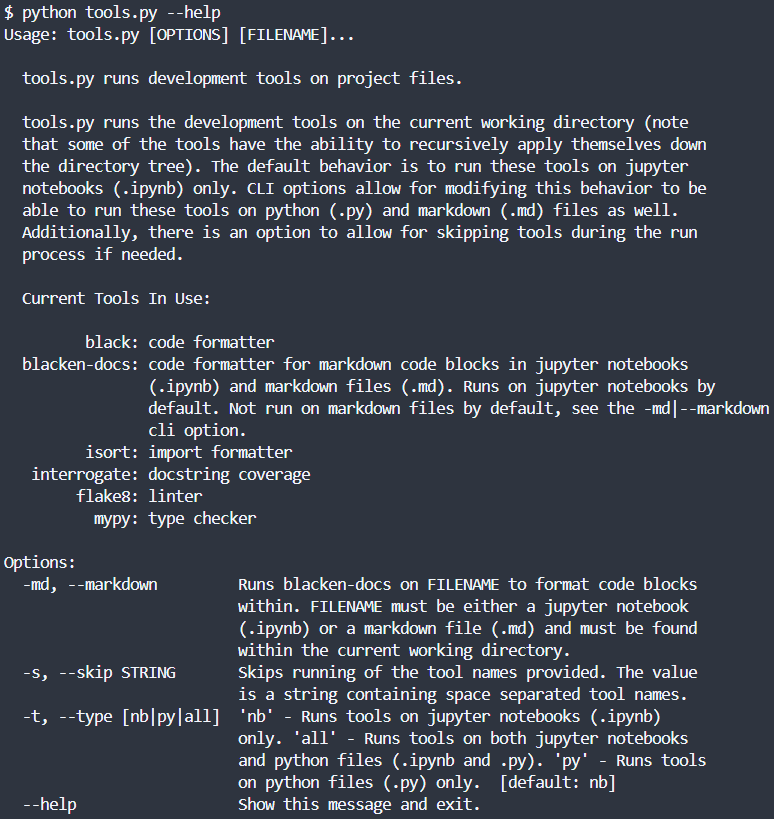 $ python tools.py --help
Usage: tools.py [OPTIONS] [FILENAME]...

  tools.py runs development tools on project files.

  tools.py runs the development tools on the current working directory (note
  that some of the tools have the ability to recursively apply themselves down
  the directory tree). The default behavior is to run these tools on jupyter
  notebooks (.ipynb) only. CLI options allow for modifying this behavior to be
  able to run these tools on python (.py) and markdown (.md) files as well.
  Additionally, there is an option to allow for skipping tools during the run
  process if needed.

  Current Tools In Use:

         black: code formatter
  blacken-docs: code formatter for markdown code blocks in jupyter notebooks
                (.ipynb) and markdown files (.md). Runs on jupyter notebooks by
                default. Not run on markdown files by default, see the -md|--markdown
                cli option.
         isort: import formatter
   interrogate: docstring coverage
        flake8: linter
          mypy: type checker

Options:
  -md, --markdown         Runs blacken-docs on FILENAME to format code blocks
                          within. FILENAME must be either a jupyter notebook
                          (.ipynb) or a markdown file (.md) and must be found
                          within the current working directory.
  -s, --skip STRING       Skips running of the tool names provided. The value
                          is a string containing space separated tool names.
  -t, --type [nb|py|all]  'nb' - Runs tools on jupyter notebooks (.ipynb)
                          only. 'all' - Runs tools on both jupyter notebooks
                          and python files (.ipynb and .py). 'py' - Runs tools
                          on python files (.py) only.  [default: nb]
  --help                  Show this message and exit.